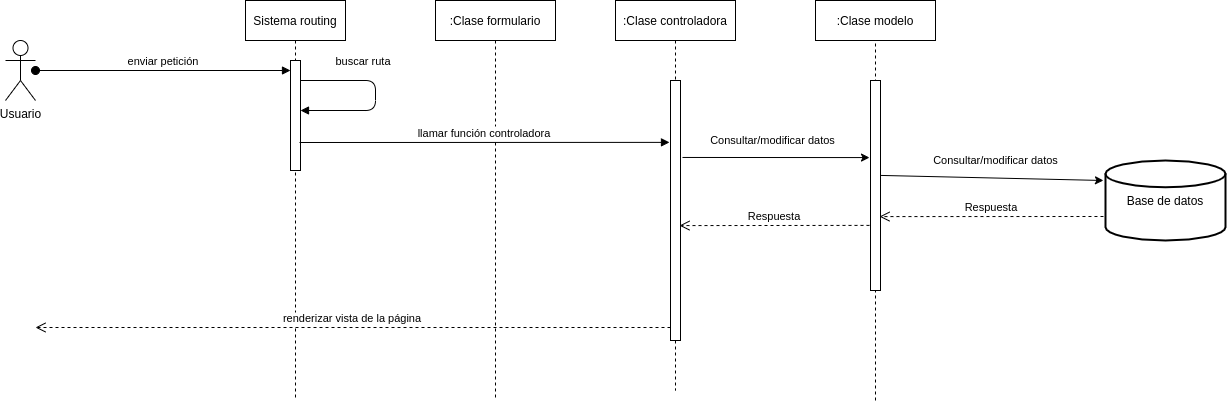 Sistema routing
:Clase formulario
:Clase controladora
:Clase modelo
enviar petición
buscar ruta
Usuario
llamar función controladora
Consultar/modificar datos
Consultar/modificar datos
Base de datos
Respuesta
Respuesta
renderizar vista de la página